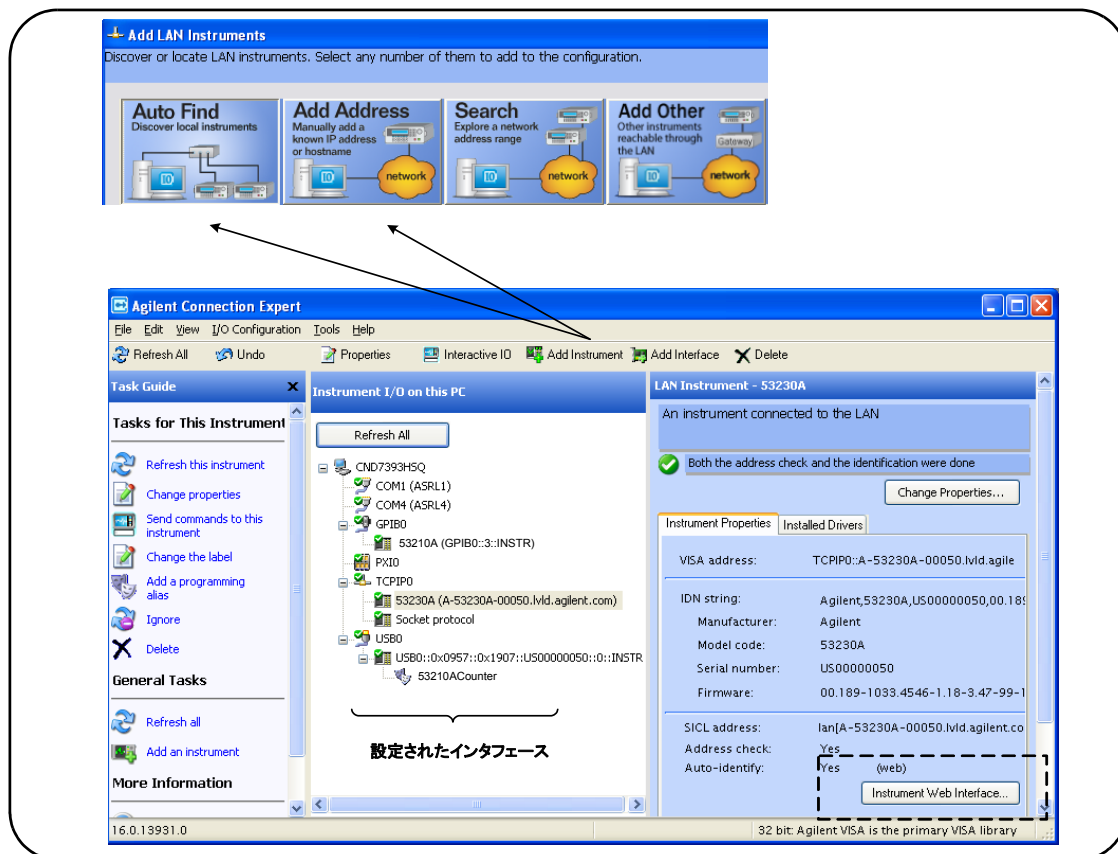 Add LAN Instruments
Discover or locate LAN instruments. Select any number of them to add to the configuration.
Auto Find
Discover local instruments
IO
Add Address
Manually add a
known IP address
or hostname
IO
network
Search
Explore a network
address range
IO
network
Add Other
Other instruments
reachable through
the LAN
Gateway
IO
network
Agilent Connection Expert
File Edit View I/O Configuration Tools Help
Refresh All Undo Properties Interactive IO Add Instrument Add Interface Delete
Task Guide
Tasks for This Instrument
Refresh this instrument
Change properties
Send commands to this
instrument
Change the label
Add a programming
alias
Ignore
Delete
General Tasks
Refresh all
Add an instrument
More Information
Instrument I/O on this PC
Refresh All
CND7393HSQ
COM1 (ASRL1)
COM4 (ASRL4)
GPIB0
53210A (GPIB0::3::INSTR)
PXI0
TCPIP0
53230A (A-53230A-00050.lvld.agilent.com)
Socket protocol
USB0
USB0::0x0957::0x1907::US00000050::0::INSTR
53210ACounter
設定されたインタフェース
LAN Instrument - 53230A
An instrument connected to the LAN
Both the address check and the identification were done
Change Properties...
Instrument Properties Installed Drivers
VISA address: TCPIP0::A-53230A-00050.lvld.agile
IDN string: Agilent,53230A,US00000050,00.189
Manufacturer: Agilent
Model code: 53230A
Serial number: US00000050
Firmware: 00.189-1033.4546-1.18-3.47-99-1
SICL address: lan[A-53230A-00050.lvld.agilent.co
Address check: Yes
Auto-identify: Yes (web)
Instrument Web Interface...
16.0.13931.0
32 bit: Agilent VISA is the primary VISA library